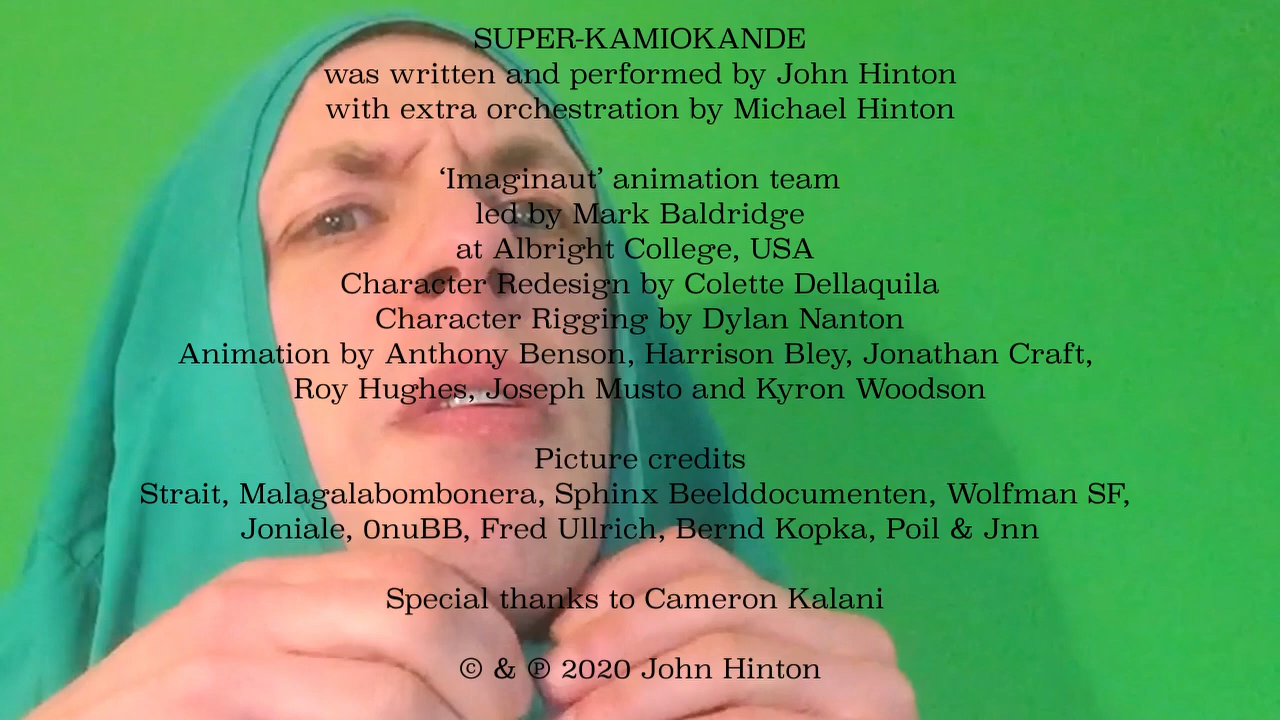 SUPER-KAMIOKANDE
was written and performed by John Hinton
with extra orchestration by Michael Hinton
‘Imaginaut’ animation team
led by Mark Baldridge
at Albright College, USA
Character Redesign by Colette Dellaquila
Character Rigging by Dylan Nanton
Animation by Anthony Benson, Harrison Bley, Jonathan Craft,
Roy Hughes, Joseph Musto and Kyron Woodson
Picture credits
Strait, Malagalabombonera, Sphinx Beelddocumenten, Wolfman SF,
Joniale, 0nuBB, Fred Ullrich, Bernd Kopka, Poil & Jnn
Special thanks to Cameron Kalani
© & ℗ 2020 John Hinton